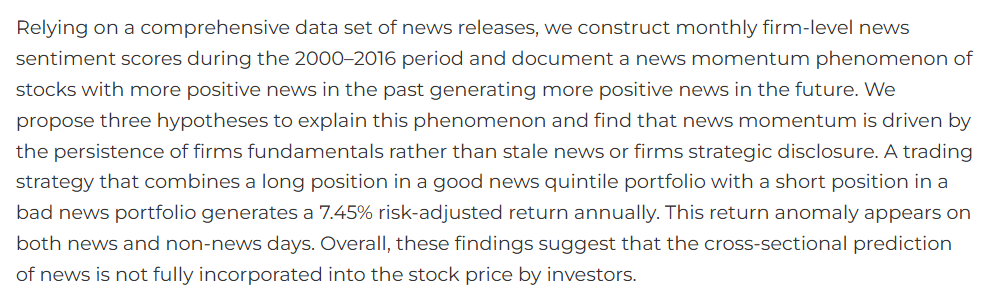 Relying on a comprehensive data set of news releases, we construct monthly firm-level news
sentiment scores during the 2000–2016 period and document a news momentum phenomenon of
stocks with more positive news in the past generating more positive news in the future. We
propose three hypotheses to explain this phenomenon and find that news momentum is driven by
the persistence of firms fundamentals rather than stale news or firms strategic disclosure. A trading
strategy that combines a long position in a good news quintile portfolio with a short position in a
bad news portfolio generates a 7.45% risk-adjusted return annually. This return anomaly appears on
both news and non-news days. Overall, these findings suggest that the cross-sectional prediction
of news is not fully incorporated into the stock price by investors.